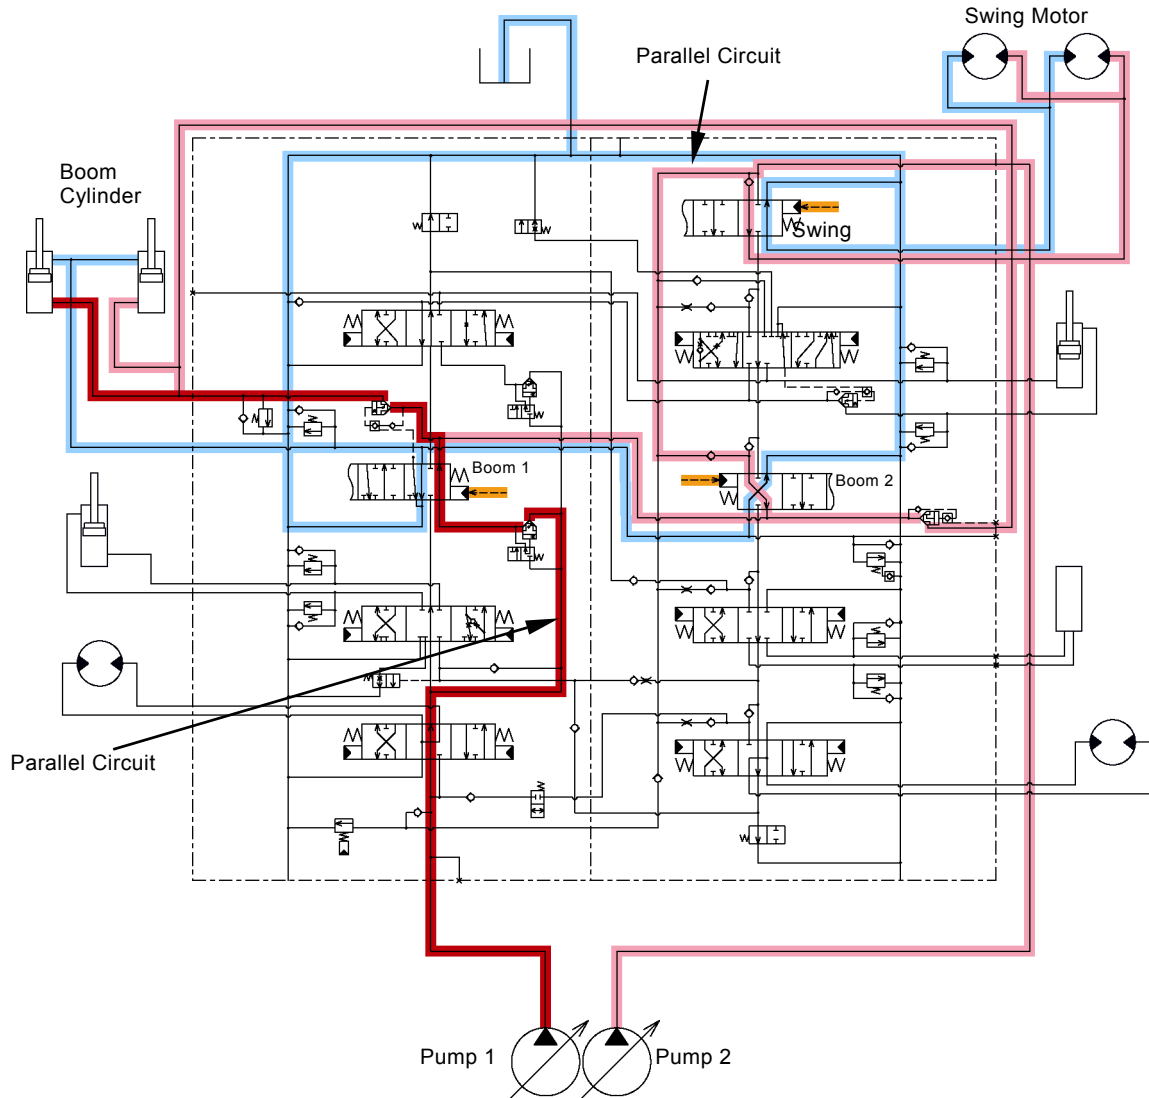 Swing Motor
Parallel Circuit
Boom
Cylinder
Swing
Boom 1
Boom 2
Parallel Circuit
Pump 1
Pump 2